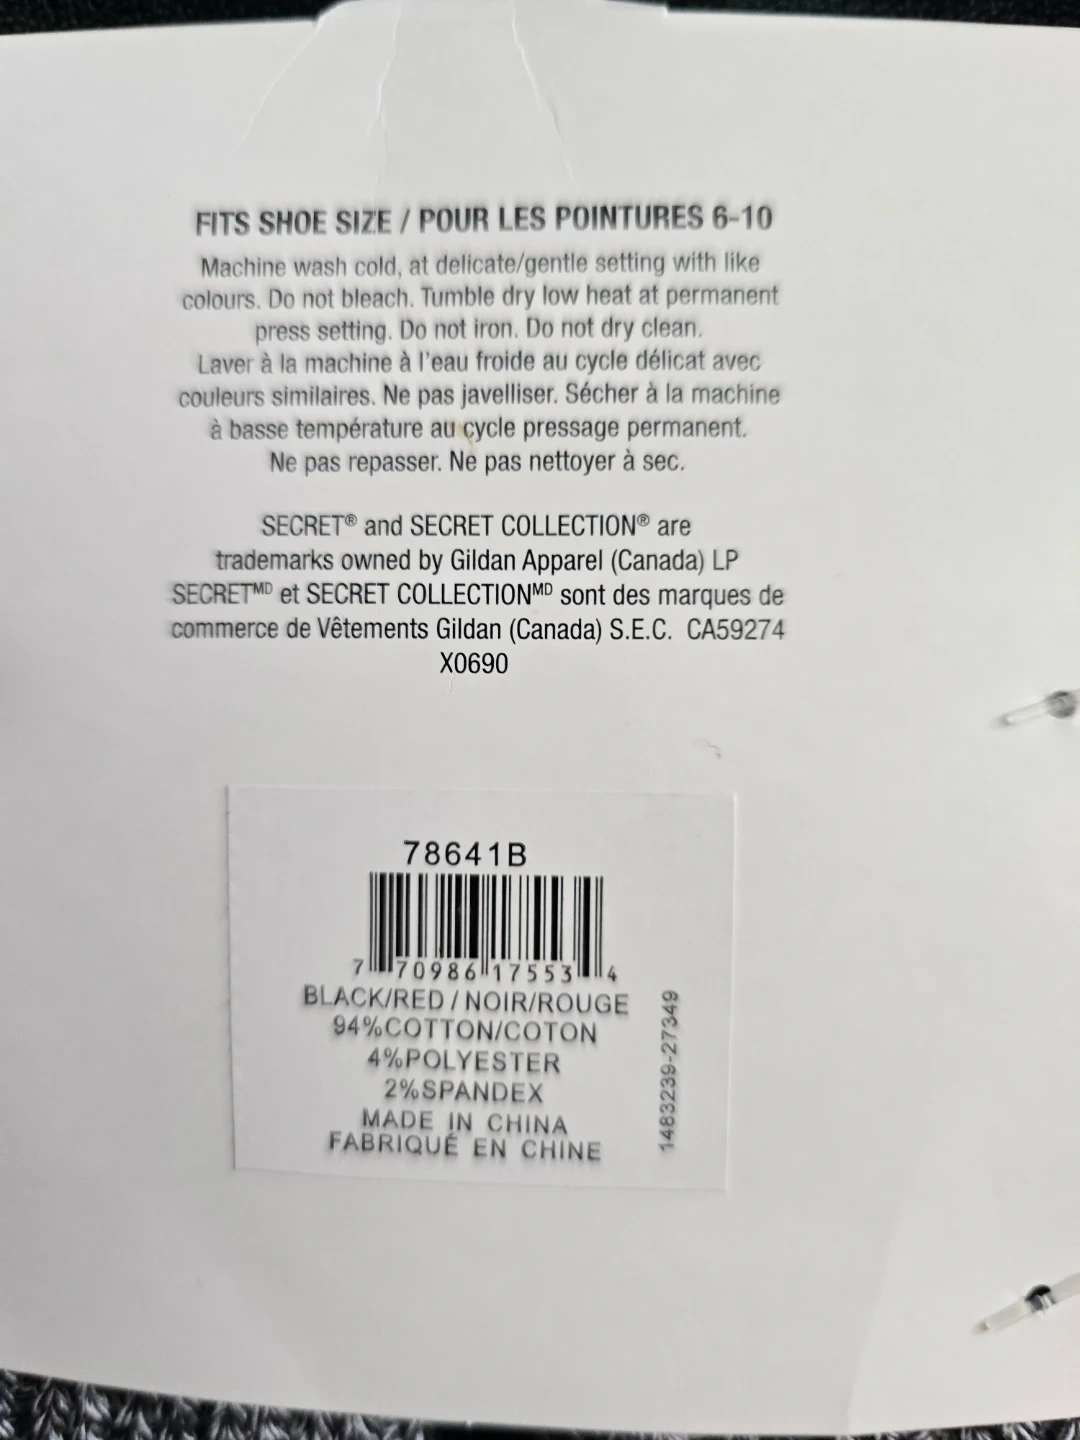 FITS SHOE SIZE / POUR LES POINTURES 6-10
Machine wash cold, at delicate/gentle setting with like
colours. Do not bleach. Tumble dry low heat at permanent
press setting. Do not iron. Do not dry clean.
Laver à la machine à l'eau froide au cycle délicat avec
couleurs similaires. Ne pas javelliser. Sécher à la machine
à basse température au cycle pressage permanent.
Ne pas repasser. Ne pas nettoyer à sec.
SECRET® and SECRET COLLECTION® are
trademarks owned by Gildan Apparel (Canada) LP
SECRETMD et SECRET COLLECTIONMD sont des marques de
commerce de Vêtements Gildan (Canada) S.E.C. CA59274
X0690
78641B
7 70986 17553 4
BLACK/RED / NOIR/ROUGE
94%COTTON/COTON
4%POLYESTER
2%SPANDEX
MADE IN CHINA
FABRIQUÉ EN CHINE
1483239-27349